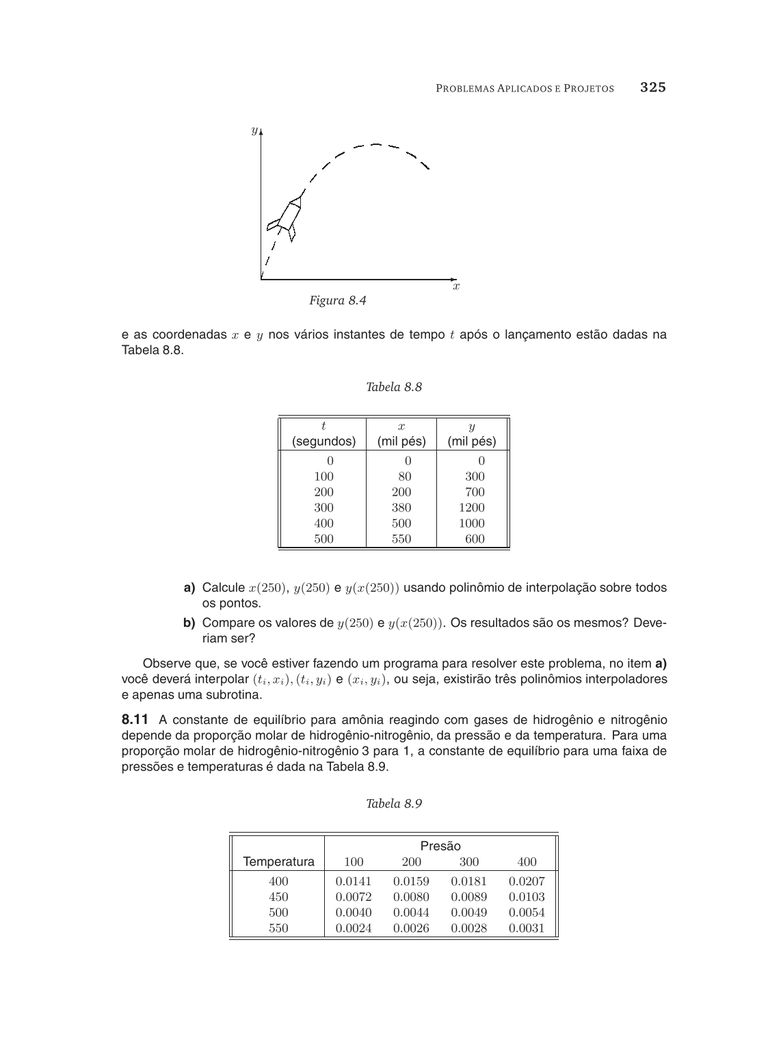 PROBLEMAS APLICADOS E PROJETOS 325
y
x
Figura 8.4
e as coordenadas x e y nos vários instantes de tempo t após o lançamento estão dadas na
Tabela 8.8.
Tabela 8.8
t x y
(segundos) (mil pés) (mil pés)
0 0 0
100 80 300
200 200 700
300 380 1200
400 500 1000
500 550 600
a) Calcule x(250), y(250) e y(x(250)) usando polinômio de interpolação sobre todos
os pontos.
b) Compare os valores de y(250) e y(x(250)). Os resultados são os mesmos? Deve-
riam ser?
Observe que, se você estiver fazendo um programa para resolver este problema, no item a)
você deverá interpolar (tᵢ, xᵢ), (tᵢ, yᵢ) e (xᵢ, yᵢ), ou seja, existirão três polinômios interpoladores
e apenas uma subrotina.
8.11 A constante de equilíbrio para amônia reagindo com gases de hidrogênio e nitrogênio
depende da proporção molar de hidrogênio-nitrogênio, da pressão e da temperatura. Para uma
proporção molar de hidrogênio-nitrogênio 3 para 1, a constante de equilíbrio para uma faixa de
pressões e temperaturas é dada na Tabela 8.9.
Tabela 8.9
Presão
Temperatura 100 200 300 400
400 0.0141 0.0159 0.0181 0.0207
450 0.0072 0.0080 0.0089 0.0103
500 0.0040 0.0044 0.0049 0.0054
550 0.0024 0.0026 0.0028 0.0031